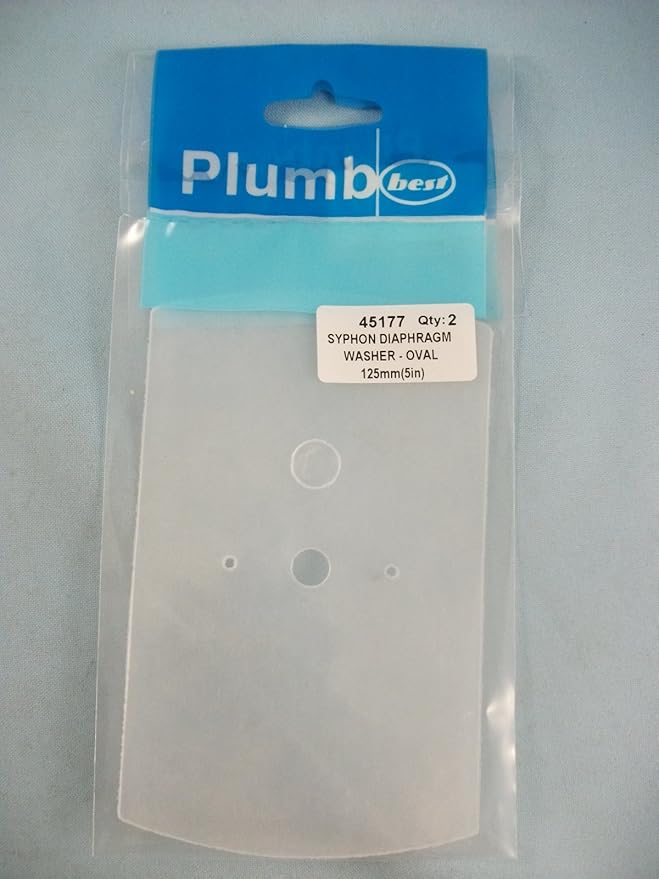 Plumb best
45177 Qty: 2
SYPHON DIAPHRAGM
WASHER - OVAL
125mm(5in)